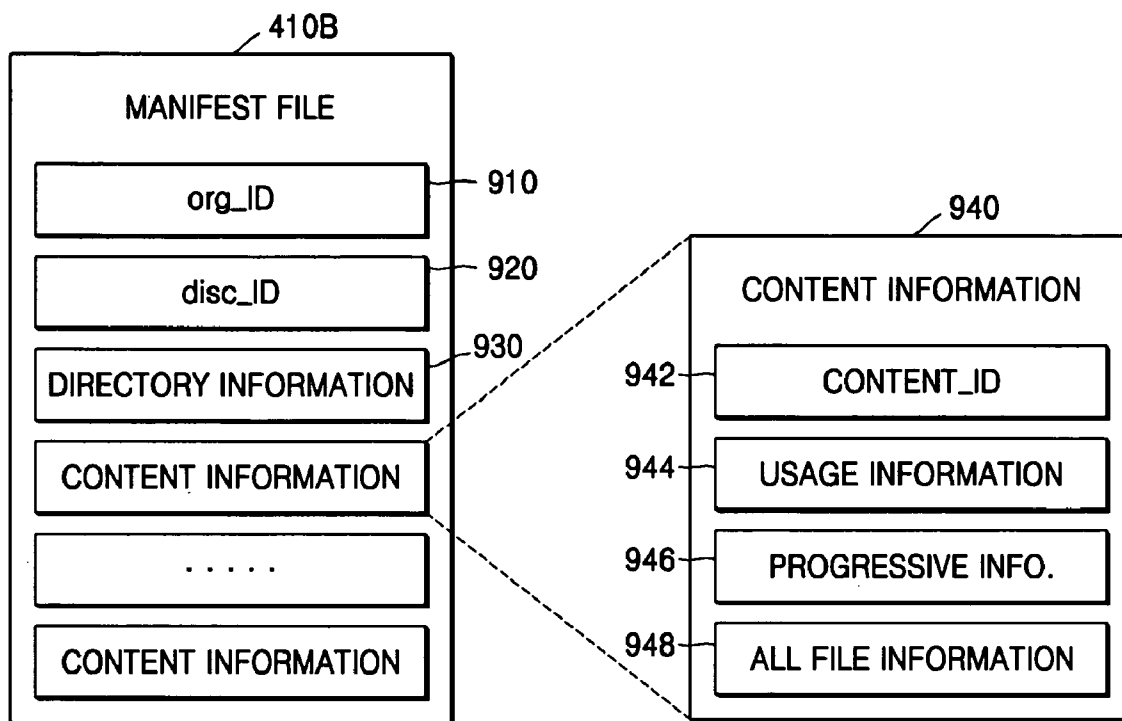 410B
MANIFEST FILE
org_ID
910
disc_ID
920
DIRECTORY INFORMATION
930
CONTENT INFORMATION
. . . . .
CONTENT INFORMATION
940
CONTENT INFORMATION
942
CONTENT_ID
944
USAGE INFORMATION
946
PROGRESSIVE INFO.
948
ALL FILE INFORMATION